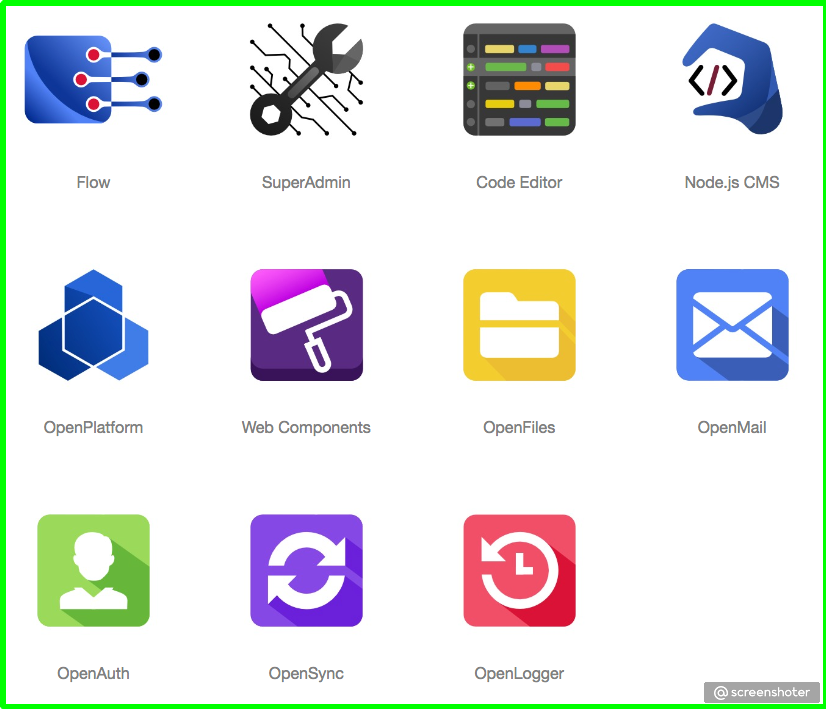 Flow
SuperAdmin
Code Editor
Node.js CMS
OpenPlatform
Web Components
OpenFiles
OpenMail
OpenAuth
OpenSync
OpenLogger
@screenshoter